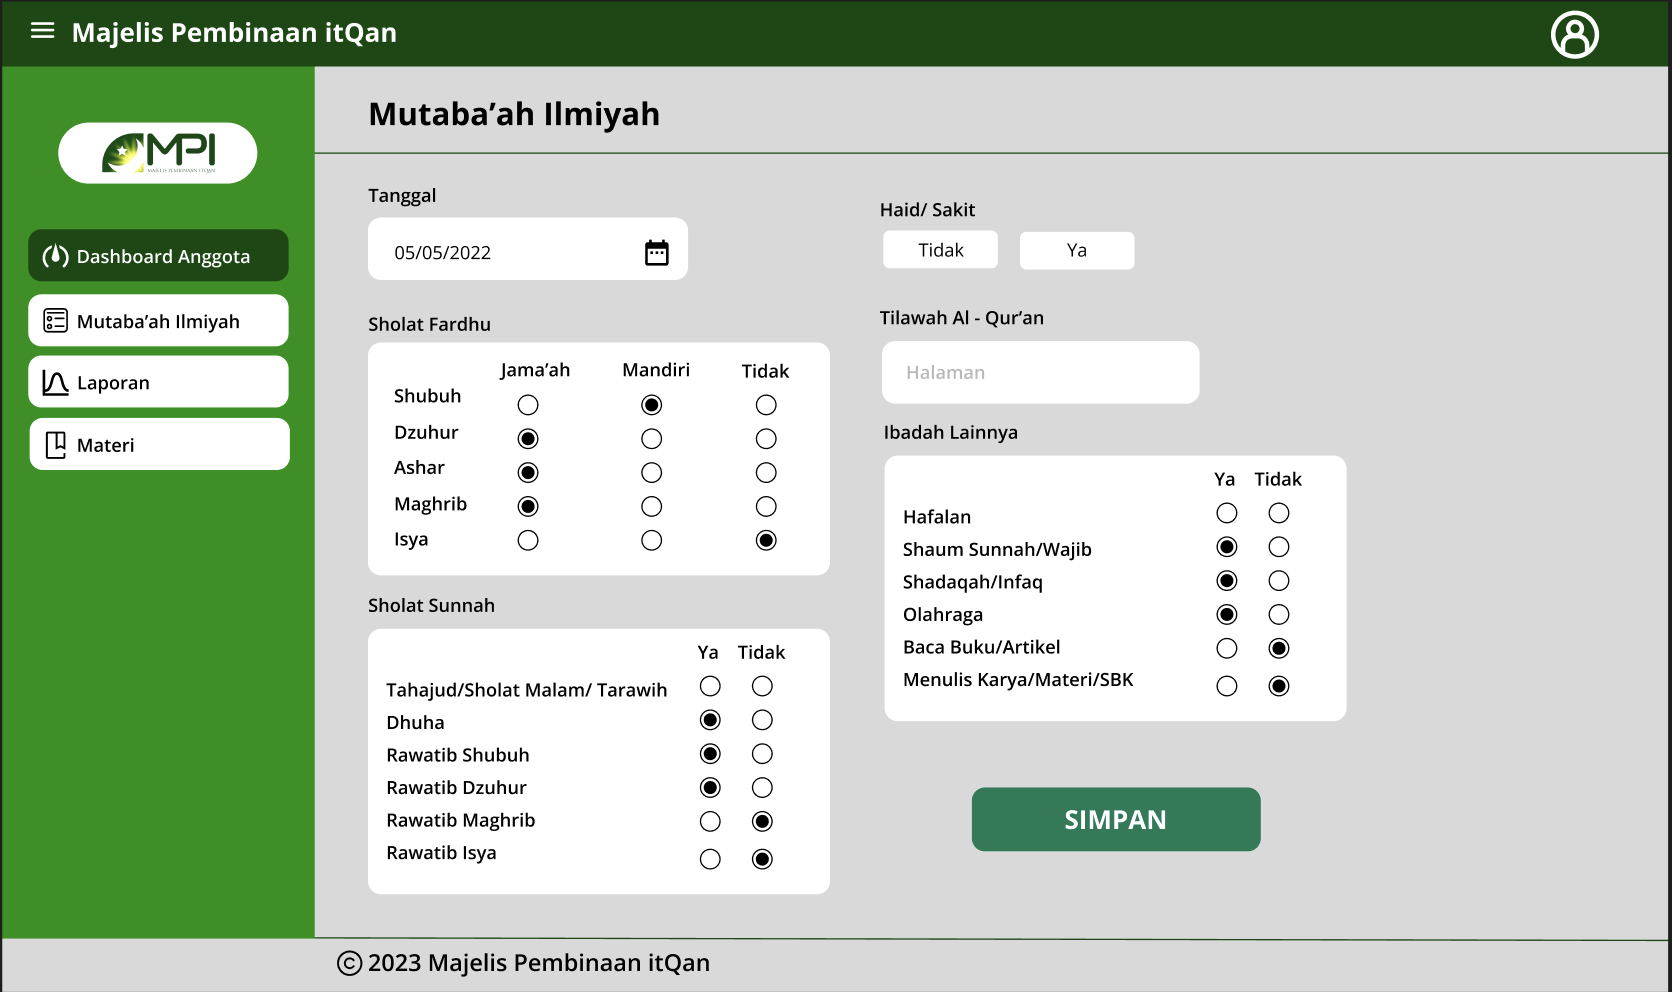 Majelis Pembinaan itQan
MPI
MAJELIS PEMBINAAN ITQAN
Dashboard Anggota
Mutaba’ah Ilmiyah
Laporan
Materi
Mutaba’ah Ilmiyah
Tanggal
05/05/2022
Sholat Fardhu
Jama’ah Mandiri Tidak
Shubuh
Dzuhur
Ashar
Maghrib
Isya
Sholat Sunnah
Ya Tidak
Tahajud/Sholat Malam/ Tarawih
Dhuha
Rawatib Shubuh
Rawatib Dzuhur
Rawatib Maghrib
Rawatib Isya
Haid/ Sakit
Tidak Ya
Tilawah Al - Qur’an
Halaman
Ibadah Lainnya
Ya Tidak
Hafalan
Shaum Sunnah/Wajib
Shadaqah/Infaq
Olahraga
Baca Buku/Artikel
Menulis Karya/Materi/SBK
SIMPAN
© 2023 Majelis Pembinaan itQan